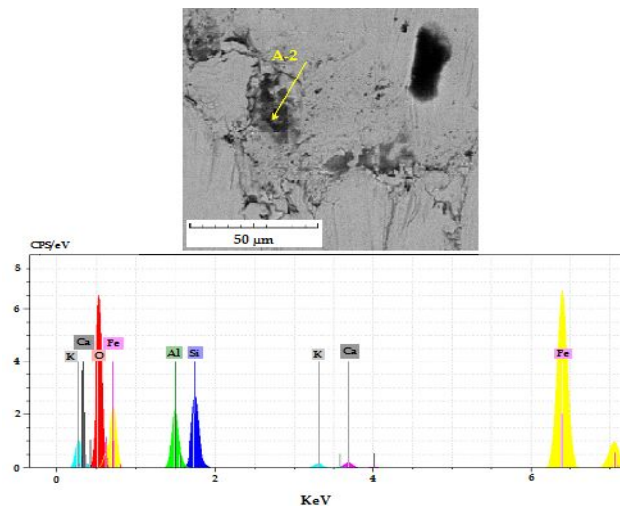 A-2
50 µm
CPS/eV
8
6
4
2
0
K Ca O Fe Al Si K Ca Fe
0 2 4 6
KeV